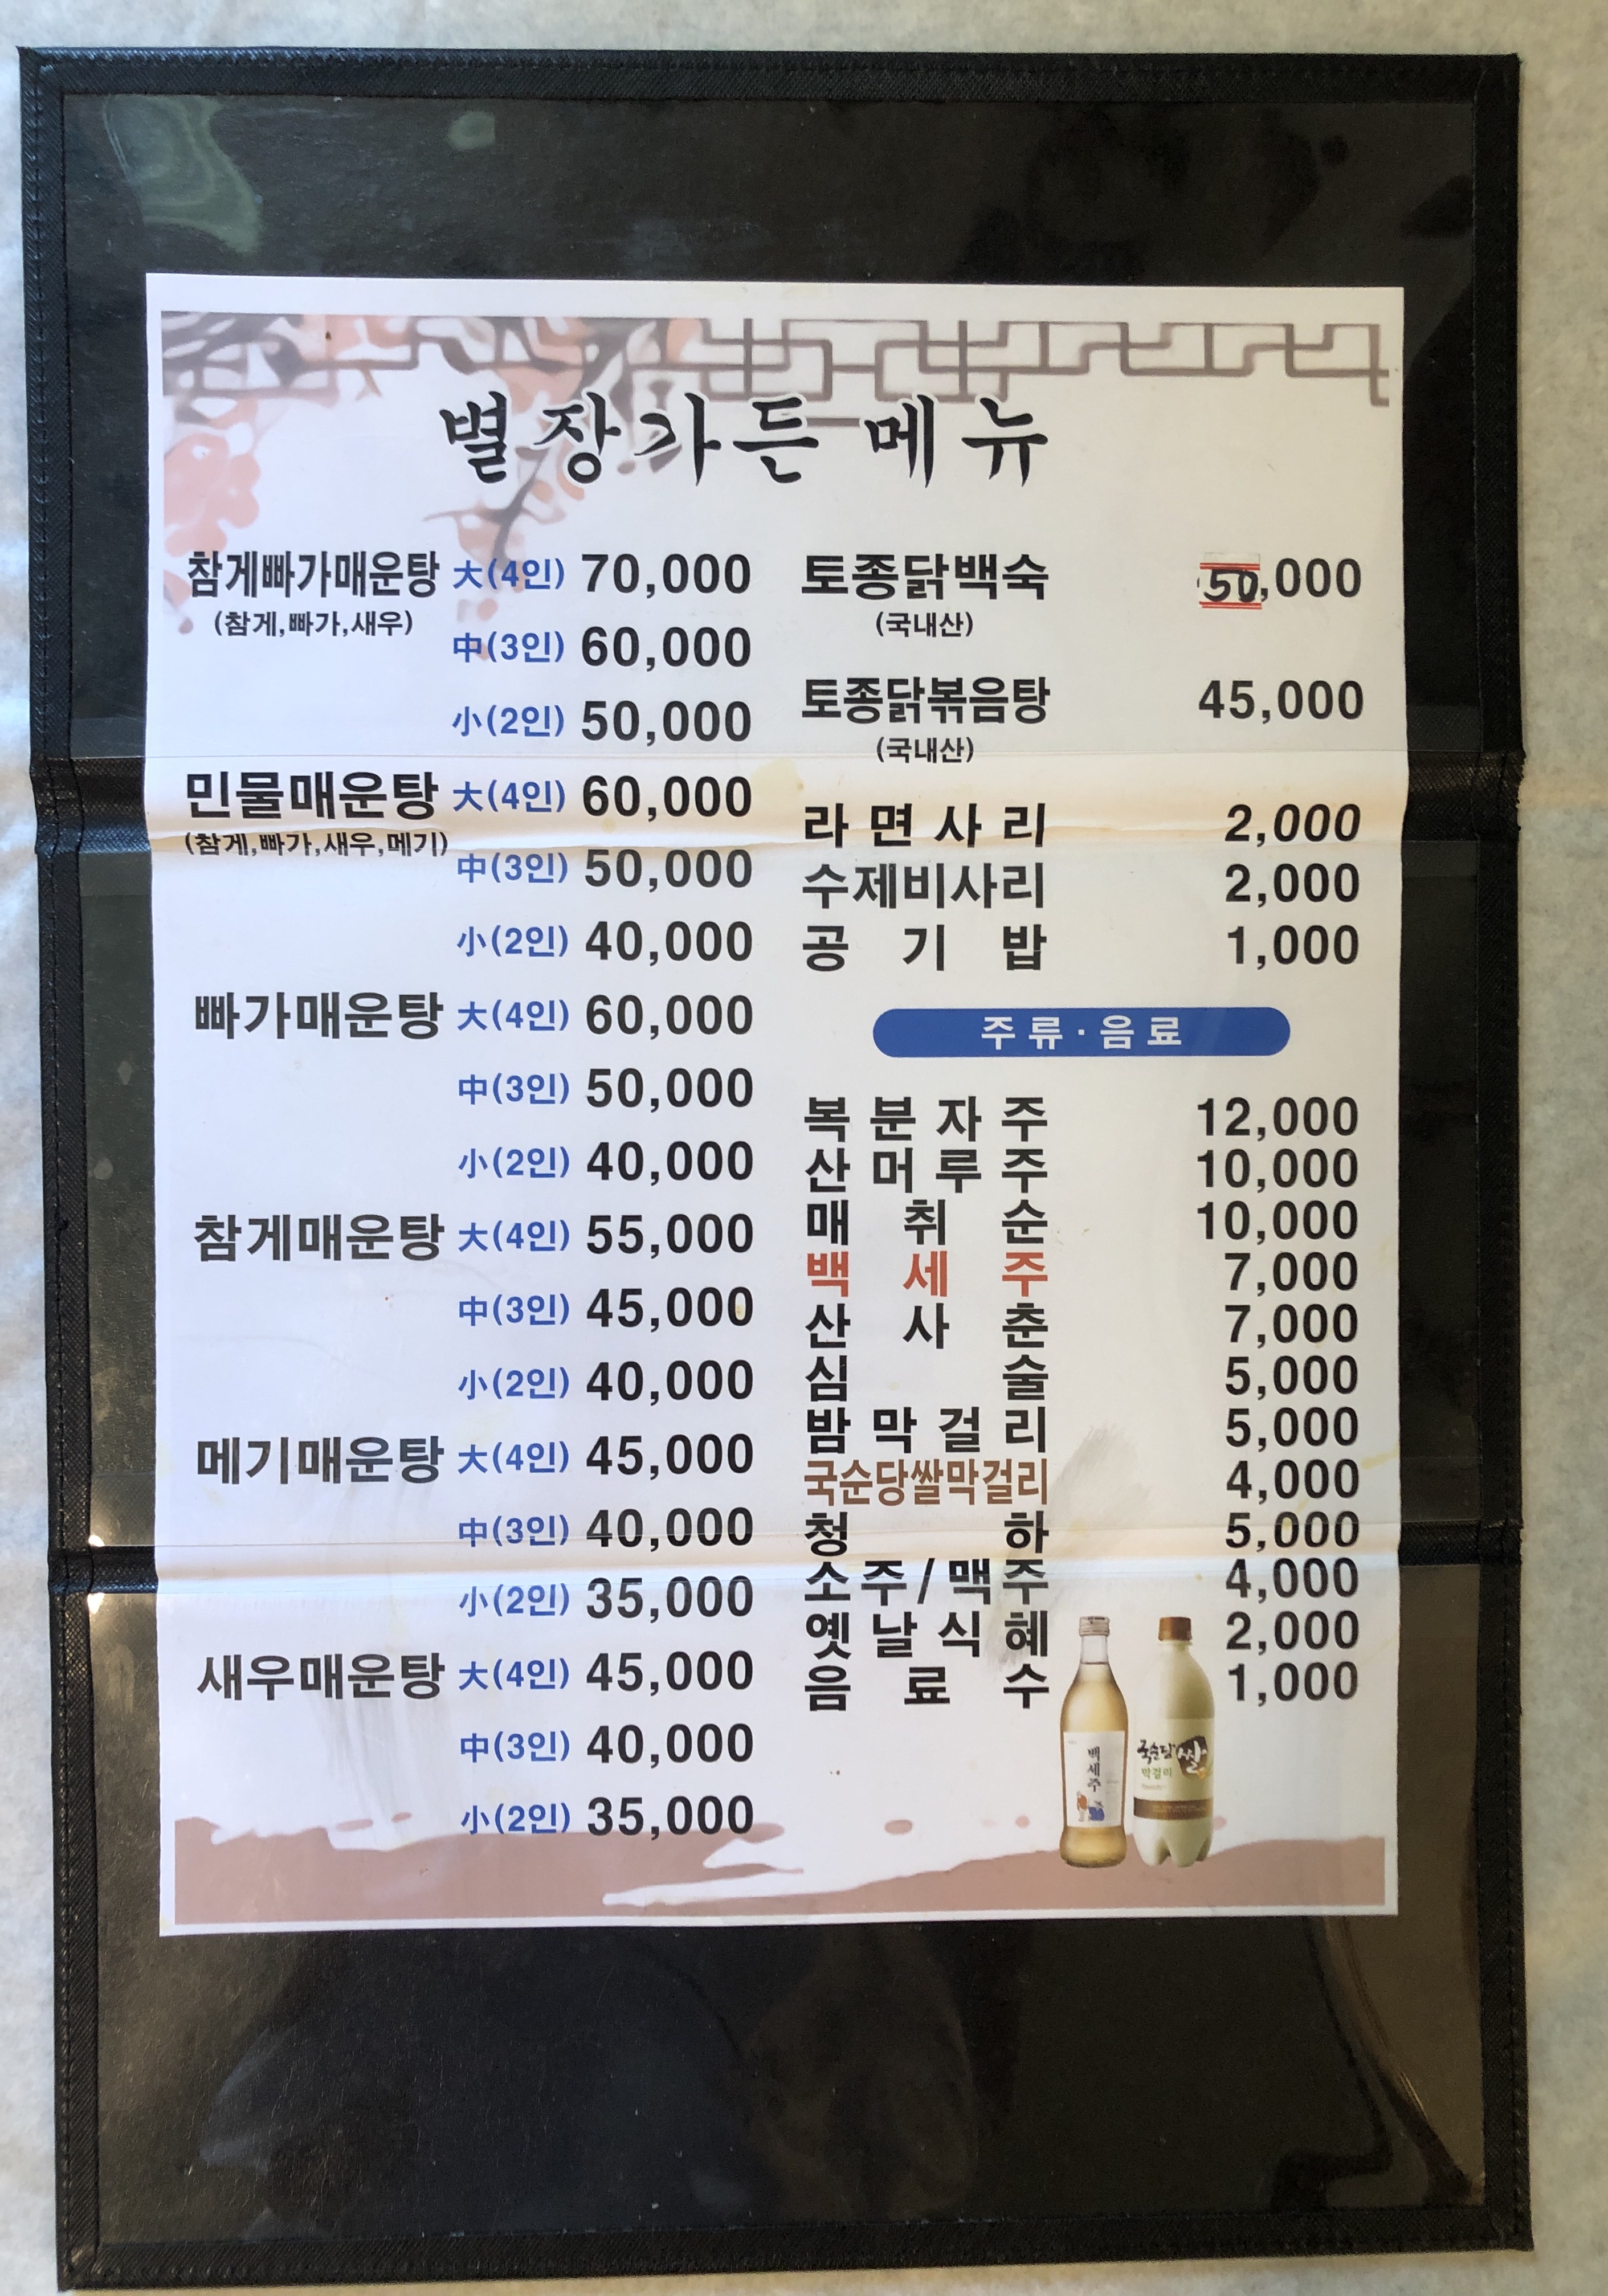 별장가든 메뉴
참게빠가매운탕 大(4인) 70,000
(참게,빠가,새우)
中(3인) 60,000
小(2인) 50,000
민물매운탕 大(4인) 60,000
(참게,빠가,새우,메기)
中(3인) 50,000
小(2인) 40,000
빠가매운탕 大(4인) 60,000
中(3인) 50,000
小(2인) 40,000
참게매운탕 大(4인) 55,000
中(3인) 45,000
小(2인) 40,000
메기매운탕 大(4인) 45,000
中(3인) 40,000
小(2인) 35,000
새우매운탕 大(4인) 45,000
中(3인) 40,000
小(2인) 35,000
토종닭백숙 50,000
(국내산)
토종닭볶음탕 45,000
(국내산)
라면사리 2,000
수제비사리 2,000
공기밥 1,000
주류·음료
복분자주 12,000
산머루주 10,000
매취순 10,000
백세주 7,000
산사춘 7,000
심술 5,000
밤막걸리 5,000
국순당쌀막걸리 4,000
청하 5,000
소주/맥주 4,000
옛날식혜 2,000
음료수 1,000
백세주
국순당 쌀
막걸리